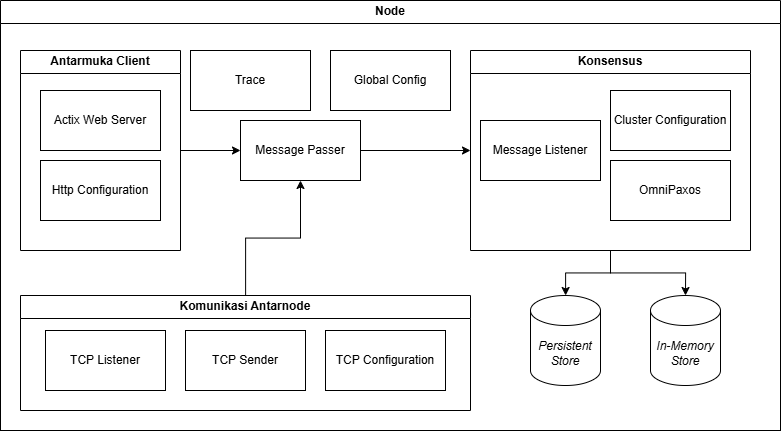 Node
Antarmuka Client
Actix Web Server
Http Configuration
Trace
Global Config
Message Passer
Konsensus
Message Listener
Cluster Configuration
OmniPaxos
Komunikasi Antarnode
TCP Listener
TCP Sender
TCP Configuration
Persistent
Store
In-Memory
Store